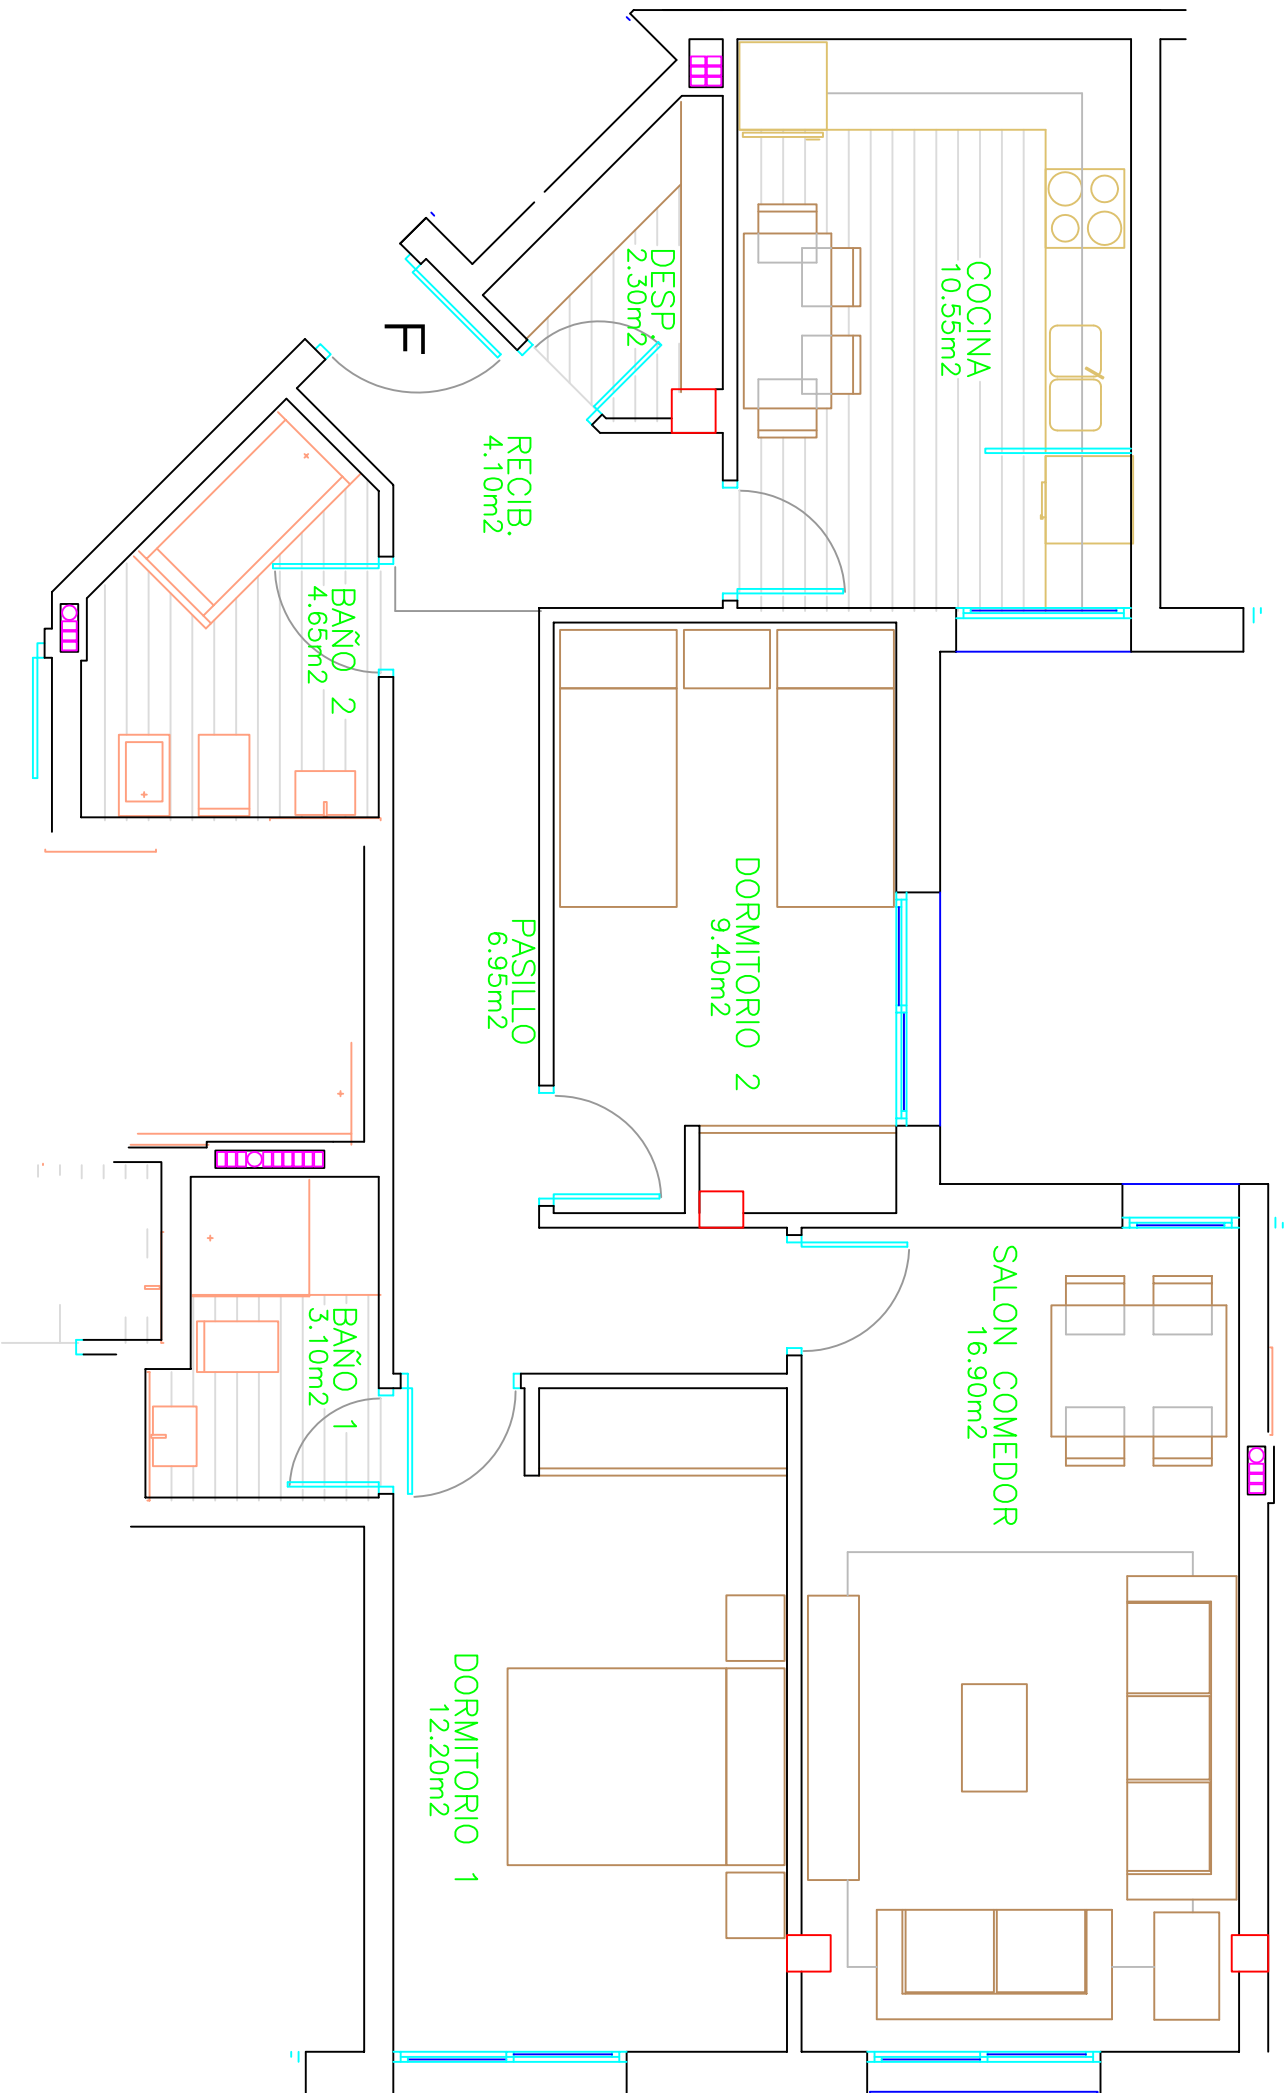 F
COCINA
10.55m2
DESP.
2.30m2
RECIB.
4.10m2
BAÑO 2
4.65m2
DORMITORIO 2
9.40m2
PASILLO
6.95m2
SALON COMEDOR
16.90m2
BAÑO 1
3.10m2
DORMITORIO 1
12.20m2